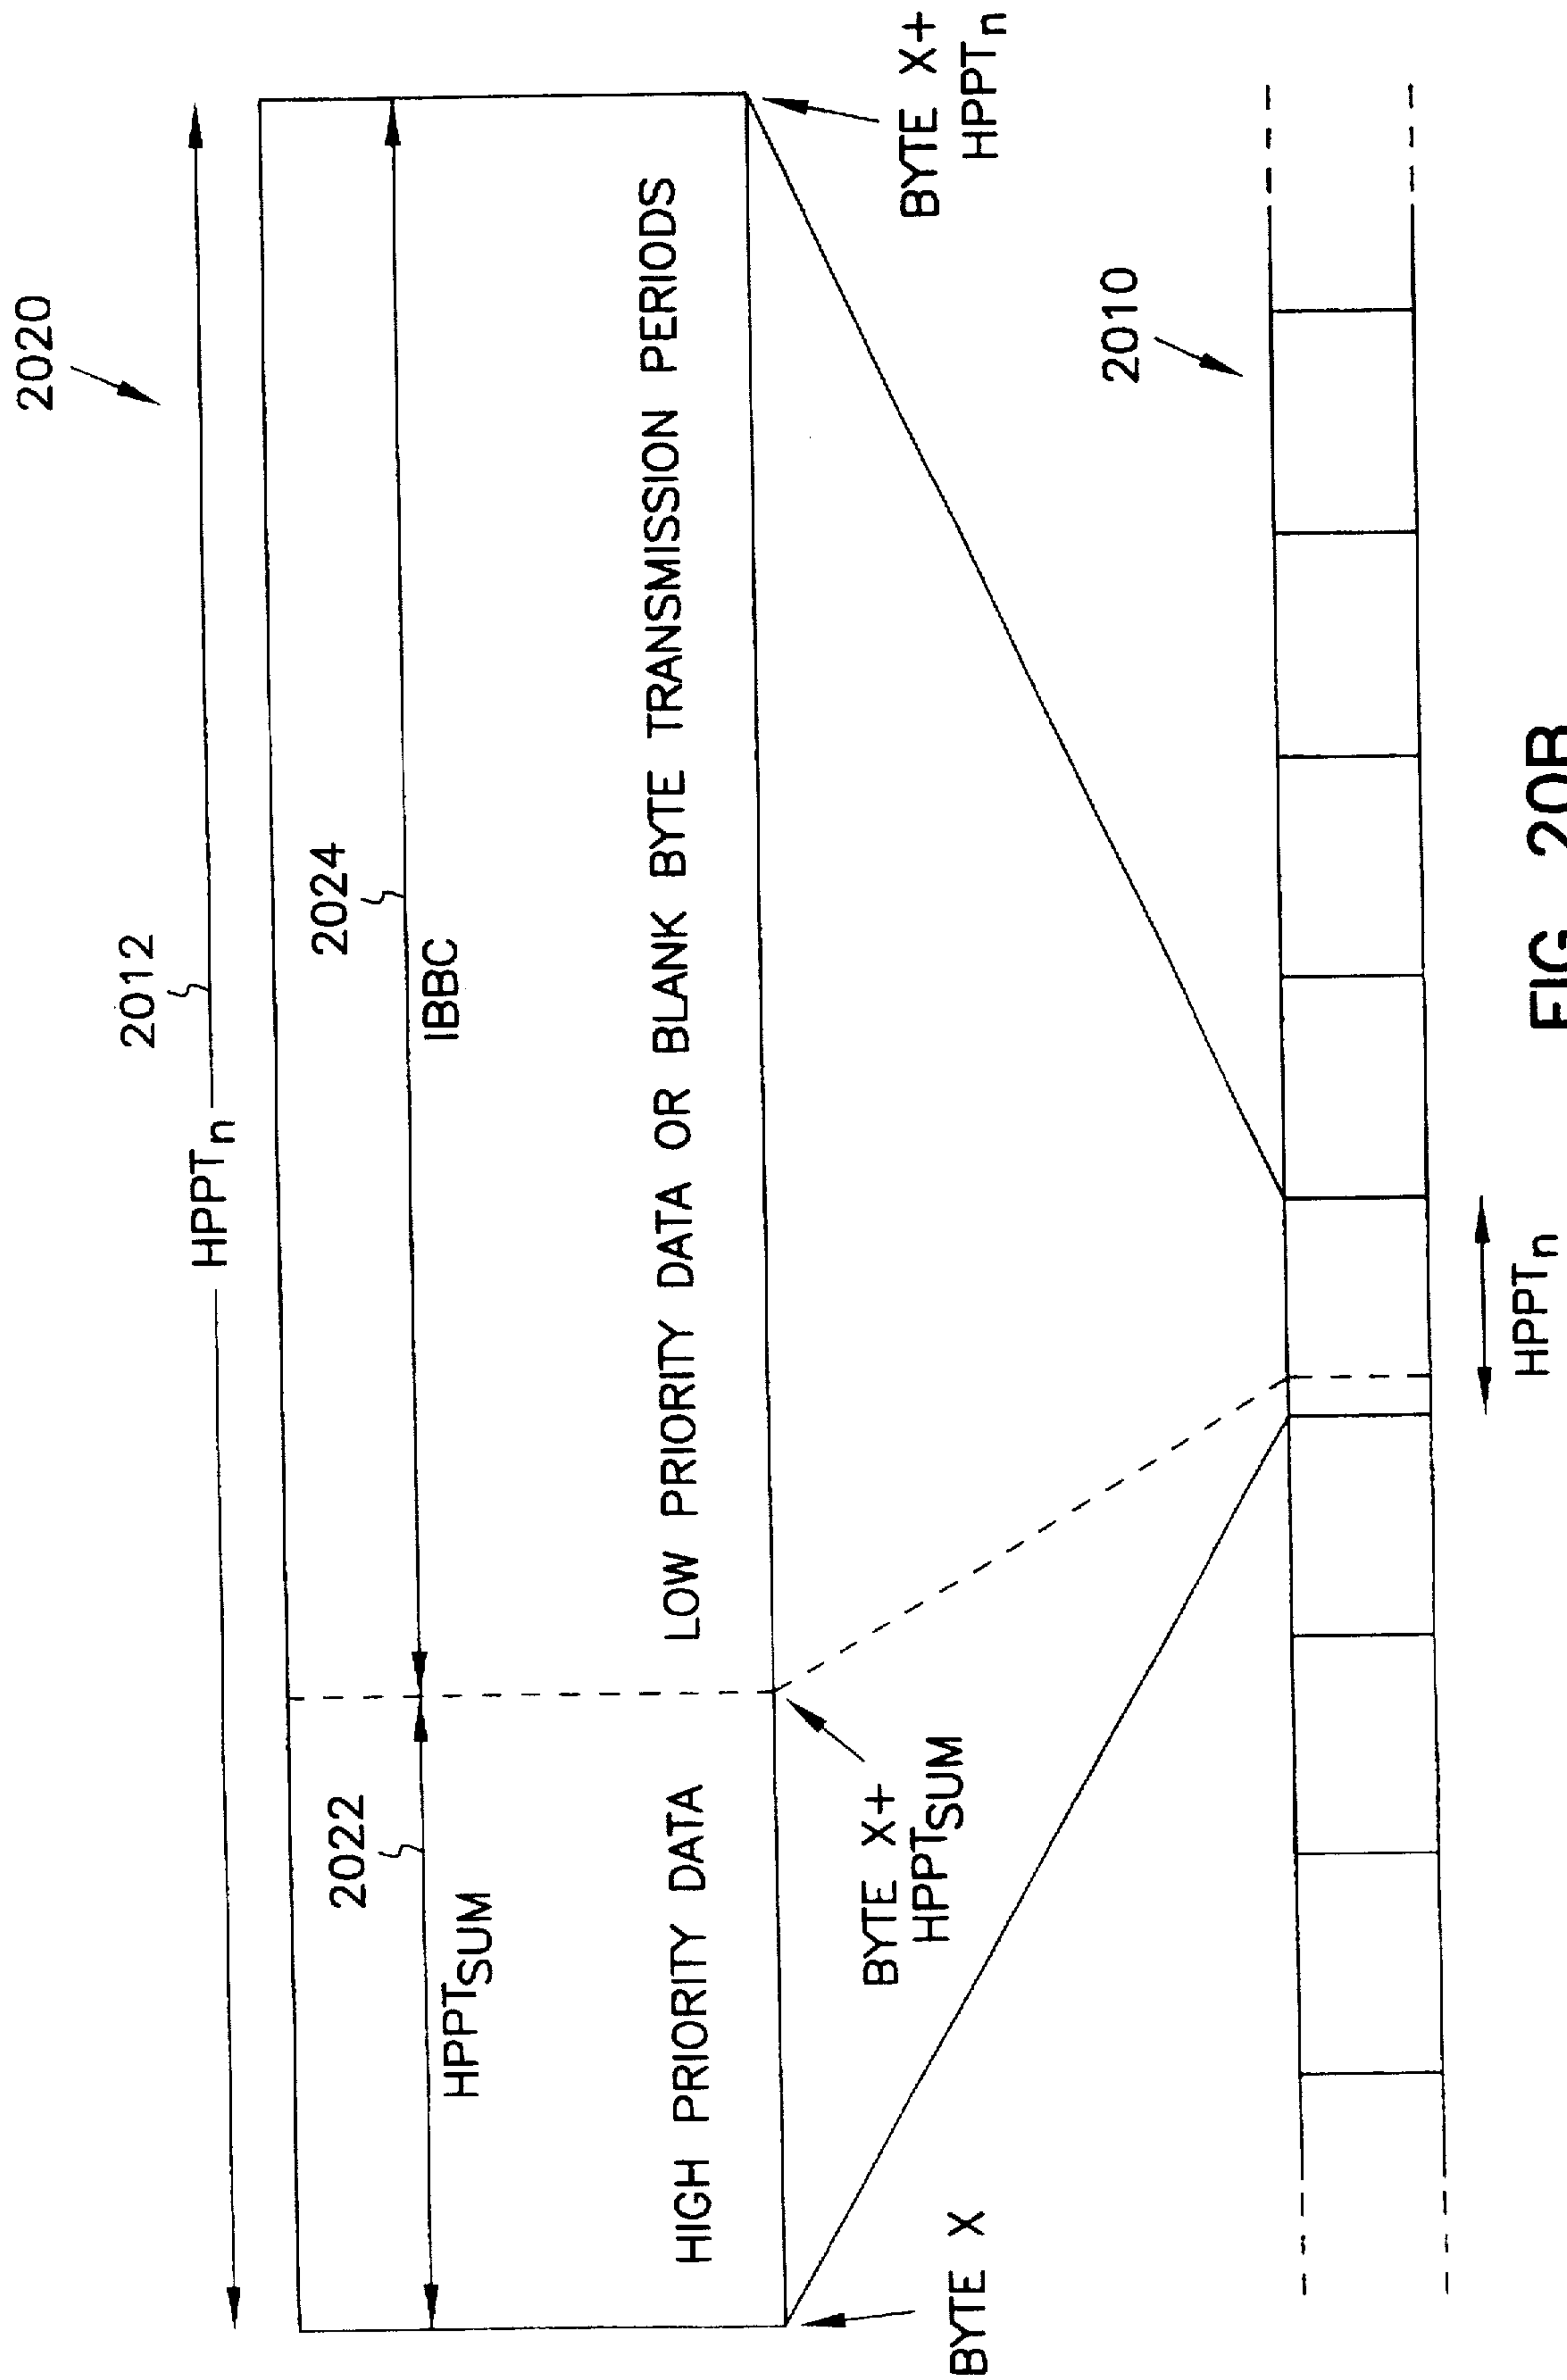 2020
2012
HPPTn
2024
2022
IBBC
HPPTSUM
HIGH PRIORITY DATA
LOW PRIORITY DATA OR BLANK BYTE TRANSMISSION PERIODS
BYTE X
BYTE X+
HPPTSUM
BYTE X+
HPPTn
2010
HPPTn
FIG. 20B